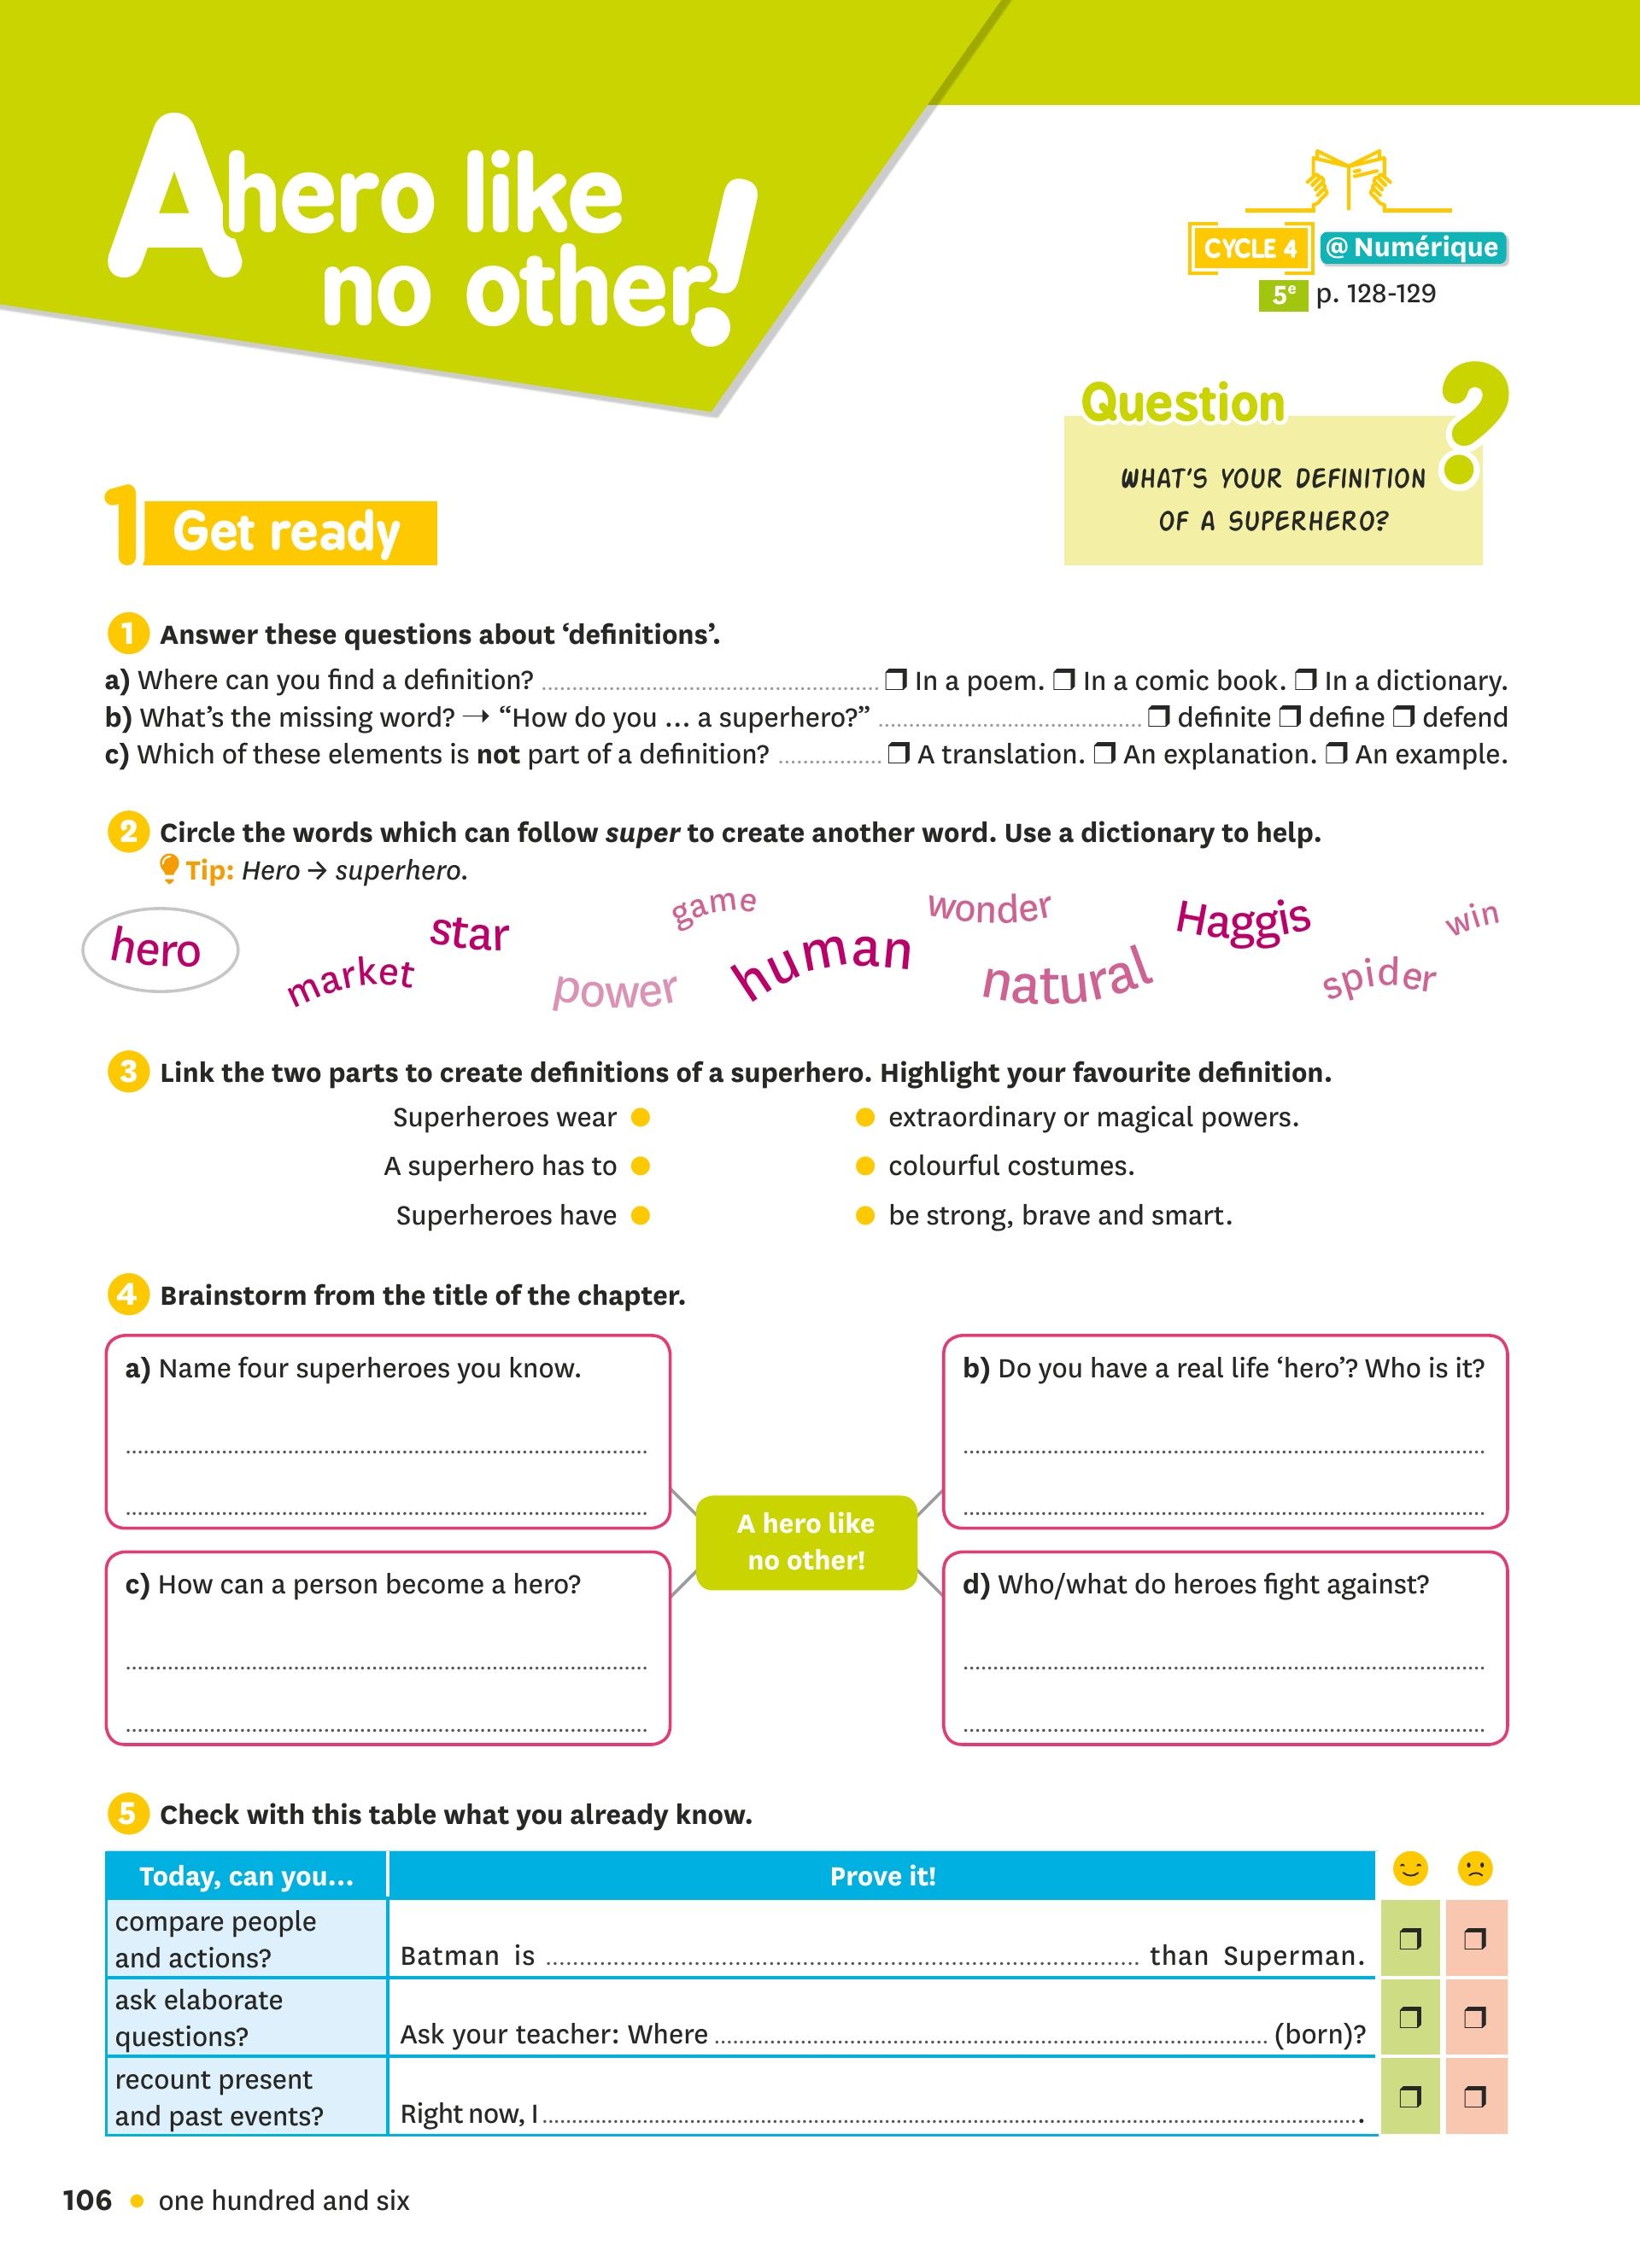 A hero like
no other!
CYCLE 4 @ Numérique
5e p. 128-129
Question ?
WHAT'S YOUR DEFINITION
OF A SUPERHERO?
1 Get ready
1 Answer these questions about ‘definitions’.
a) Where can you find a definition? ........................................ ❒ In a poem. ❒ In a comic book. ❒ In a dictionary.
b) What's the missing word? → “How do you ... a superhero?” ............................... ❒ definite ❒ define ❒ defend
c) Which of these elements is not part of a definition? ................ ❒ A translation. ❒ An explanation. ❒ An example.
2 Circle the words which can follow super to create another word. Use a dictionary to help.
Tip: Hero → superhero.
hero
market
star
power
game
human
wonder
natural
Haggis
spider
win
3 Link the two parts to create definitions of a superhero. Highlight your favourite definition.
Superheroes wear ● ● extraordinary or magical powers.
A superhero has to ● ● colourful costumes.
Superheroes have ● ● be strong, brave and smart.
4 Brainstorm from the title of the chapter.
a) Name four superheroes you know.
b) Do you have a real life ‘hero’? Who is it?
A hero like
no other!
c) How can a person become a hero?
d) Who/what do heroes fight against?
5 Check with this table what you already know.
Today, can you... Prove it!
compare people
and actions?
Batman is ........................................ than Superman. ❒ ❒
ask elaborate
questions?
Ask your teacher: Where ........................................ (born)? ❒ ❒
recount present
and past events?
Right now, I ........................................ . ❒ ❒
106 ● one hundred and six